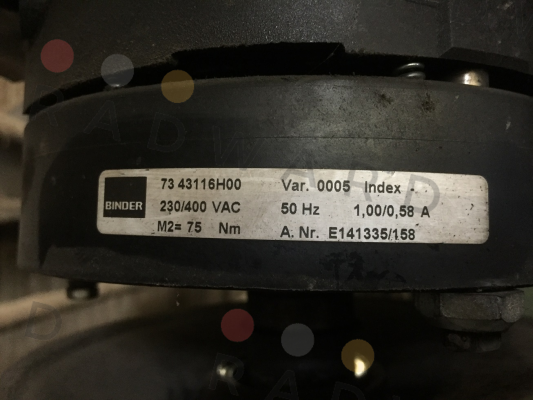 73 43116H00 Var. 0005 Index -
BINDER 230/400 VAC 50 Hz 1,00/0,58 A
M2= 75 Nm A. Nr. E141335/158